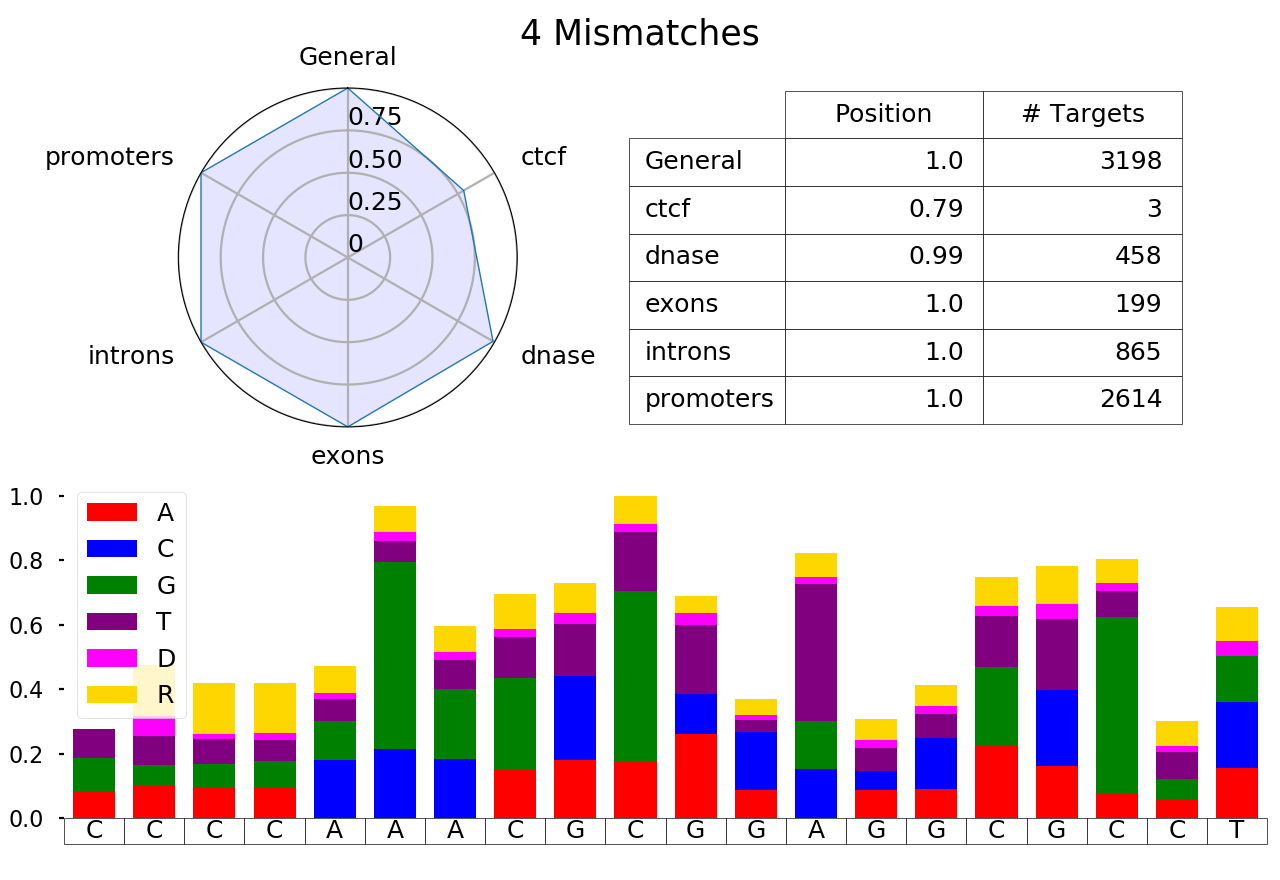 4 Mismatches
General
promoters
ctcf
introns
dnase
exons
0.75
0.50
0.25
0
Position # Targets
General 1.0 3198
ctcf 0.79 3
dnase 0.99 458
exons 1.0 199
introns 1.0 865
promoters 1.0 2614
1.0
0.8
0.6
0.4
0.2
0.0
A
C
G
T
D
R
C C C C A A A C G C G G A G G C G C C T